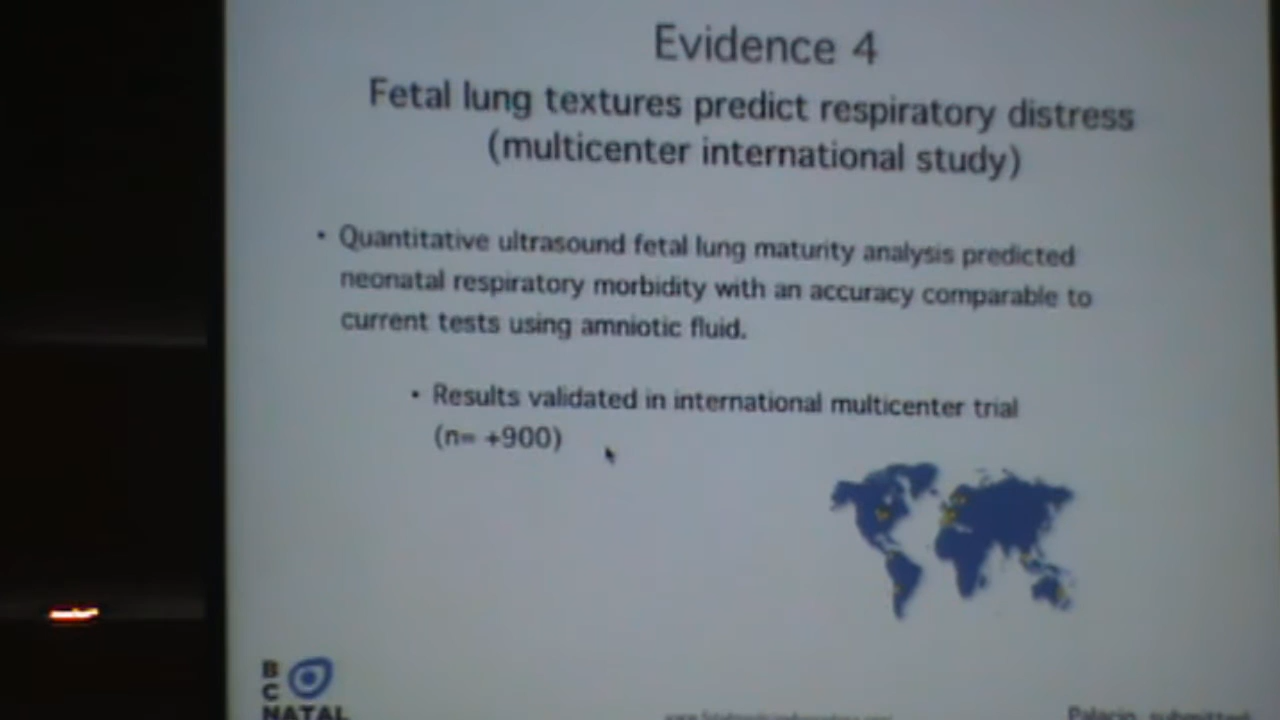 Evidence 4
Fetal lung textures predict respiratory distress
(multicenter international study)
• Quantitative ultrasound fetal lung maturity analysis predicted
neonatal respiratory morbidity with an accuracy comparable to
current tests using amniotic fluid.
• Results validated in international multicenter trial
(n= +900)
B
C
NATAL
Palacio, submitted